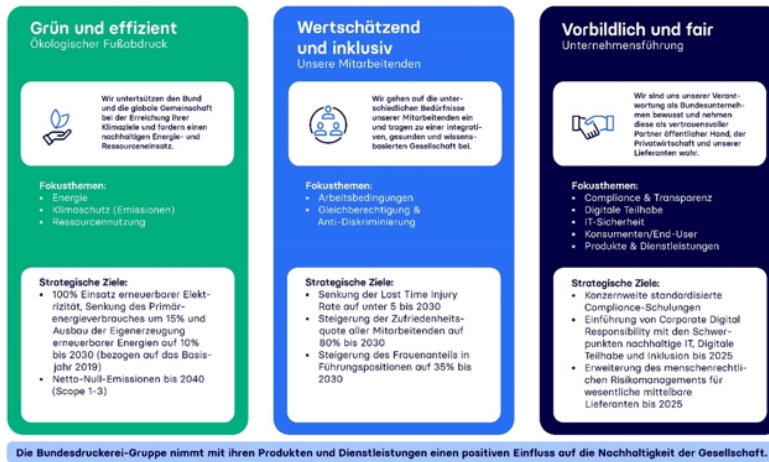 Grün und effizient
Ökologischer Fußabdruck
Wir untertsützen den Bund
und die globale Gemeinschaft
bei der Erreichung ihrer
Klimaziele und fordern einen
nachhaltigen Energie- und
Ressourceneinsatz.
Fokusthemen:
• Energie
• Klimaschutz (Emissionen)
• Ressourcennutzung
Strategische Ziele:
• 100% Einsatz erneuerbarer Elekt-
rizität, Senkung des Primär-
energieverbrauches um 15% und
Ausbau der Eigenerzeugung
erneuerbarer Energien auf 10%
bis 2030 (bezogen auf das Basis-
jahr 2019)
• Netto-Null-Emissionen bis 2040
(Scope 1-3)
Wertschätzend
und inklusiv
Unsere Mitarbeitenden
Wir gehen auf die unter-
schiedlichen Bedürfnisse
unserer Mitarbeitenden ein
und tragen zu einer integrati-
ven, gesunden und wissens-
basierten Gesellschaft bei.
Fokusthemen:
• Arbeitsbedingungen
• Gleichberechtigung &
Anti-Diskriminierung
Strategische Ziele:
• Senkung der Lost Time Injury
Rate auf unter 5 bis 2030
• Steigerung der Zufriedenheits-
quote aller Mitarbeitenden auf
80% bis 2030
• Steigerung des Frauenanteils in
Führungspositionen auf 35% bis
2030
Vorbildlich und fair
Unternehmensführung
Wir sind uns unserer Verant-
wortung als Bundesunterneh-
men bewusst und nehmen
diese als vertrauensvoller
Partner öffentlicher Hand, der
Privatwirtschaft und unserer
Lieferanten wahr.
Fokusthemen:
• Compliance & Transparenz
• Digitale Teilhabe
• IT-Sicherheit
• Konsumenten/End-User
• Produkte & Dienstleistungen
Strategische Ziele:
• Konzernweite standardisierte
Compliance-Schulungen
• Einführung von Corporate Digital
Responsibility mit den Schwer-
punkten nachhaltige IT, Digitale
Teilhabe und Inklusion bis 2025
• Erweiterung des menschenrechtli-
chen Risikomanagements für
wesentliche mittelbare
Lieferanten bis 2025
Die Bundesdruckerei-Gruppe nimmt mit ihren Produkten und Dienstleistungen einen positiven Einfluss auf die Nachhaltigkeit der Gesellschaft.